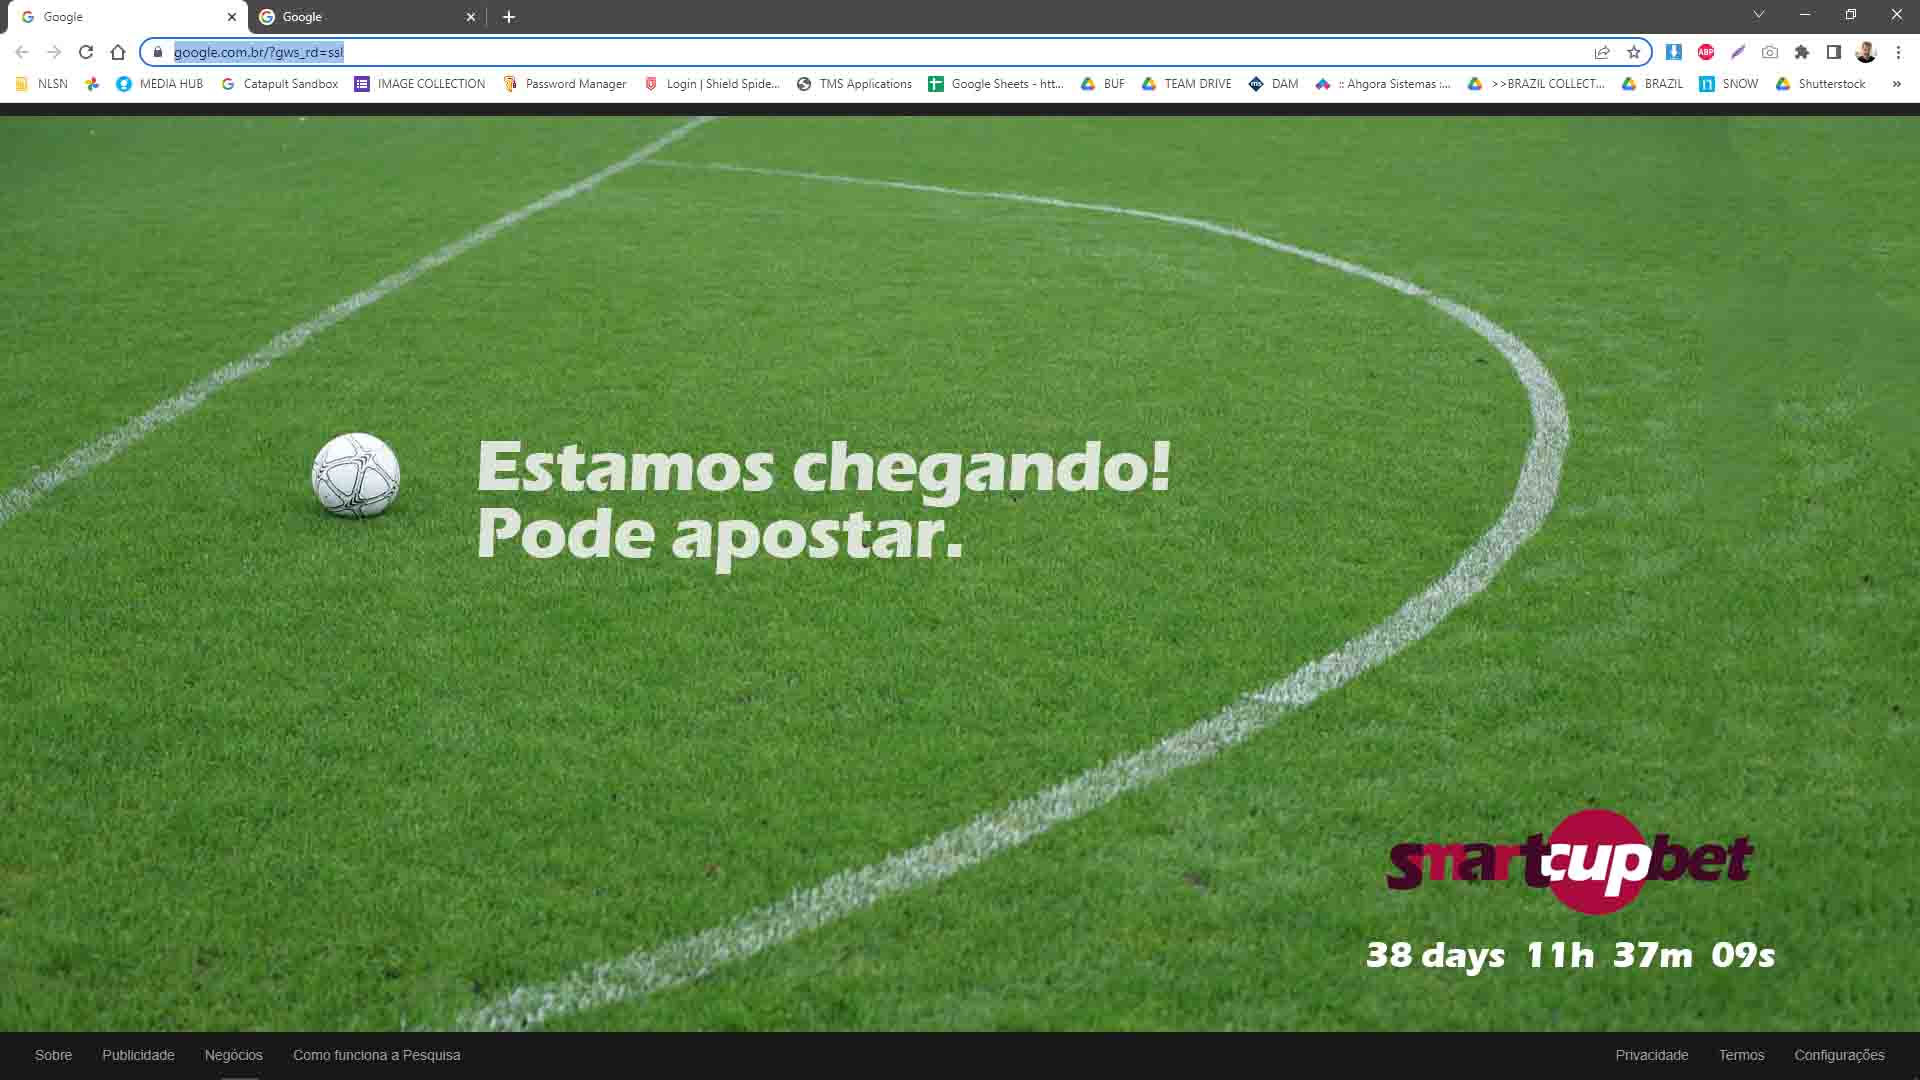 Google
Google
google.com.br/?gws_rd=ssl
ABP
NLSN
MEDIA HUB
Catapult Sandbox
IMAGE COLLECTION
Password Manager
Login | Shield Spide...
TMS Applications
Google Sheets - htt...
BUF
TEAM DRIVE
DAM
:: Ahgora Sistemas :...
>>BRAZIL COLLECT...
BRAZIL
SNOW
Shutterstock
»
Estamos chegando!
Pode apostar.
smartcupbet
38 days 11h 37m 09s
Sobre
Publicidade
Negócios
Como funciona a Pesquisa
Privacidade
Termos
Configurações